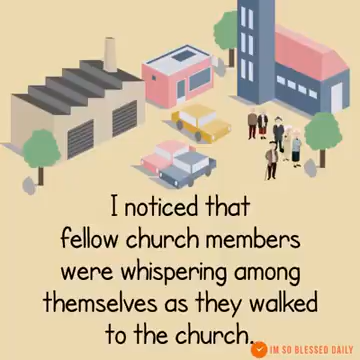 I noticed that
fellow church members
were whispering among
themselves as they walked
to the church.
IM SO BLESSED DAILY